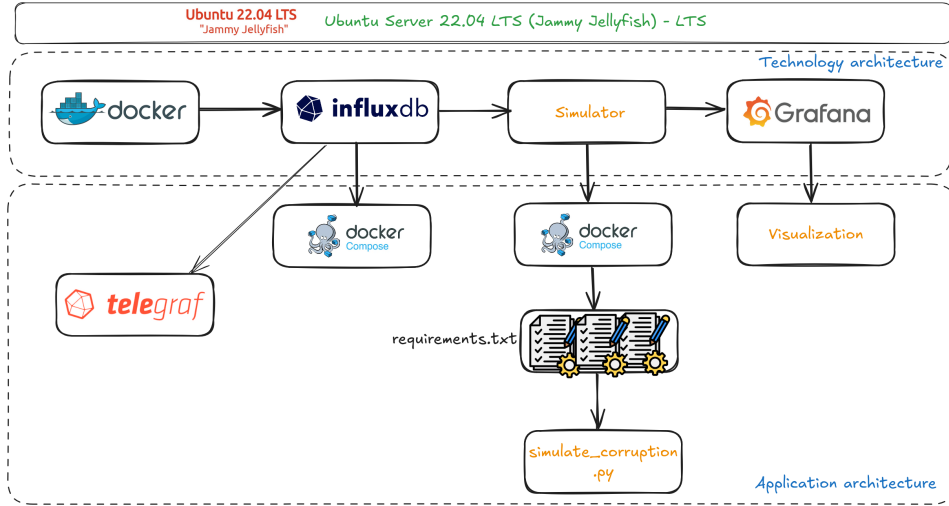 Ubuntu 22.04 LTS
"Jammy Jellyfish"
Ubuntu Server 22.04 LTS (Jammy Jellyfish) - LTS
Technology architecture
docker
influxdb
Simulator
Grafana
docker
Compose
docker
Compose
Visualization
telegraf
requirements.txt
simulate_corruption
.py
Application architecture